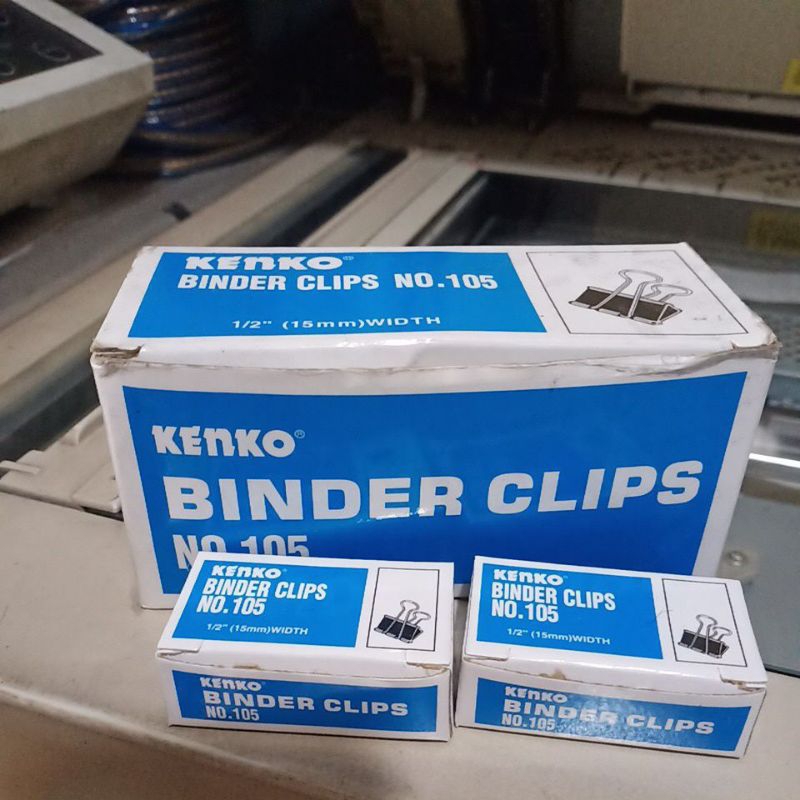 KENKO®
BINDER CLIPS NO.105
1/2" (15mm)WIDTH
KENKO®
BINDER CLIPS
NO.105
KENKO®
BINDER CLIPS
NO.105
1/2" (15mm)WIDTH
KENKO®
BINDER CLIPS
NO.105
KENKO®
BINDER CLIPS
NO.105
1/2" (15mm)WIDTH
KENKO®
BINDER CLIPS
NO.105